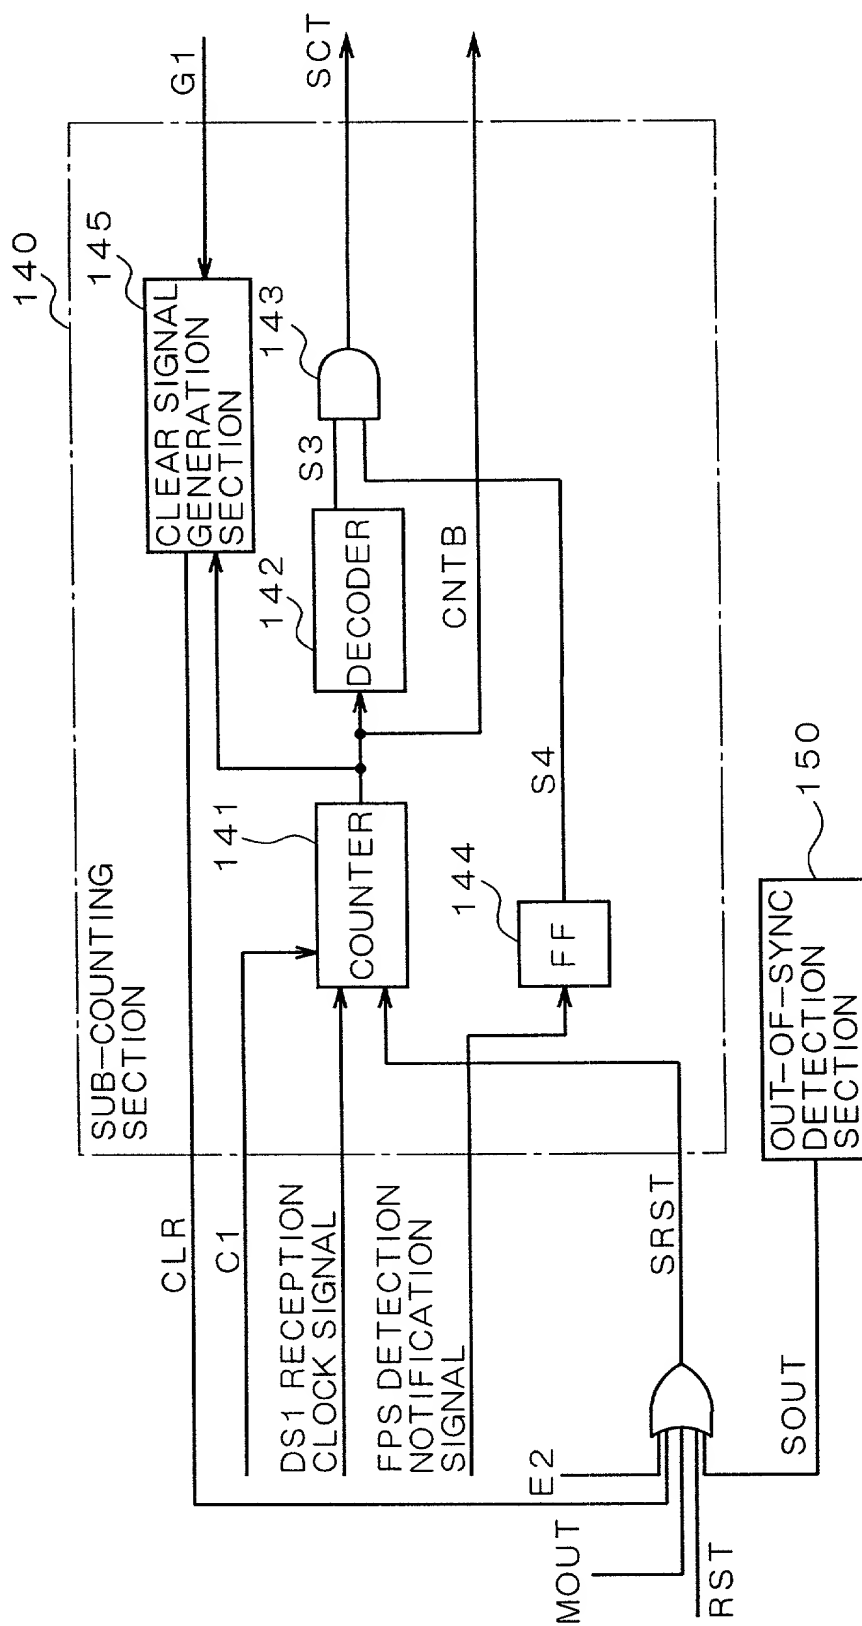 140
SUB-COUNTING
SECTION
145
CLEAR SIGNAL
GENERATION
SECTION
G1
CLR
C1
141
COUNTER
142
DECODER
S3
143
SCT
DS1 RECEPTION
CLOCK SIGNAL
FPS DETECTION
NOTIFICATION
SIGNAL
CNTB
144
FF
S4
E2
MOUT
RST
SRST
SOUT
OUT-OF-SYNC
DETECTION
SECTION
150